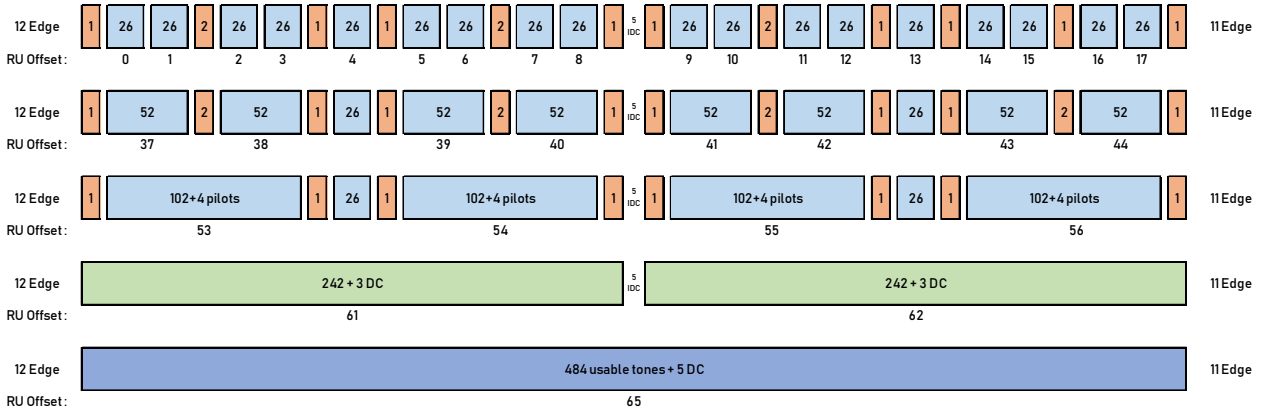 12 Edge 1 26 26 2 26 26 1 26 1 26 26 2 26 26 1 5 IDC 1 26 26 2 26 26 1 26 1 26 26 1 26 26 1 11 Edge
RU Offset: 0 1 2 3 4 5 6 7 8 9 10 11 12 13 14 15 16 17
12 Edge 1 52 2 52 1 26 1 52 2 52 1 5 IDC 1 52 2 52 1 26 1 52 2 52 1 11 Edge
RU Offset: 37 38 39 40 41 42 43 44
12 Edge 1 102+4 pilots 1 26 1 102+4 pilots 1 5 IDC 1 102+4 pilots 1 26 1 102+4 pilots 1 11 Edge
RU Offset: 53 54 55 56
12 Edge 242 + 3 DC 5 IDC 242 + 3 DC 11 Edge
RU Offset: 61 62
12 Edge 484 usable tones + 5 DC 11 Edge
RU Offset: 65